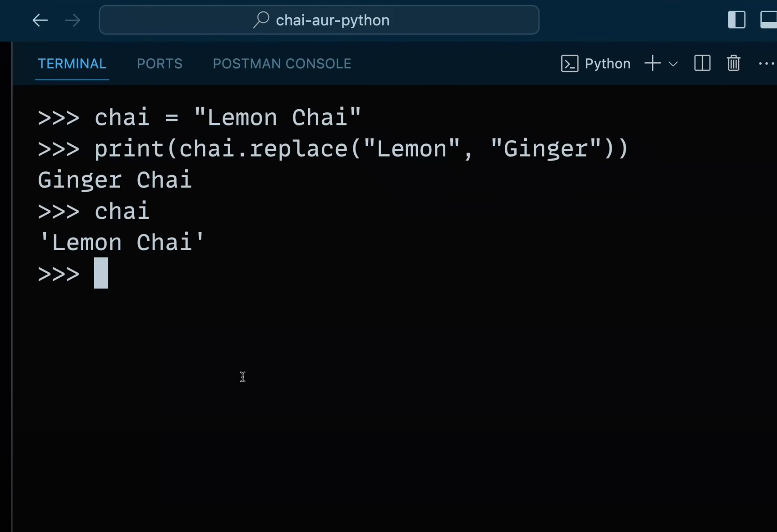 chai-aur-python
TERMINAL PORTS POSTMAN CONSOLE Python
>>> chai = "Lemon Chai"
>>> print(chai.replace("Lemon", "Ginger"))
Ginger Chai
>>> chai
'Lemon Chai'
>>>